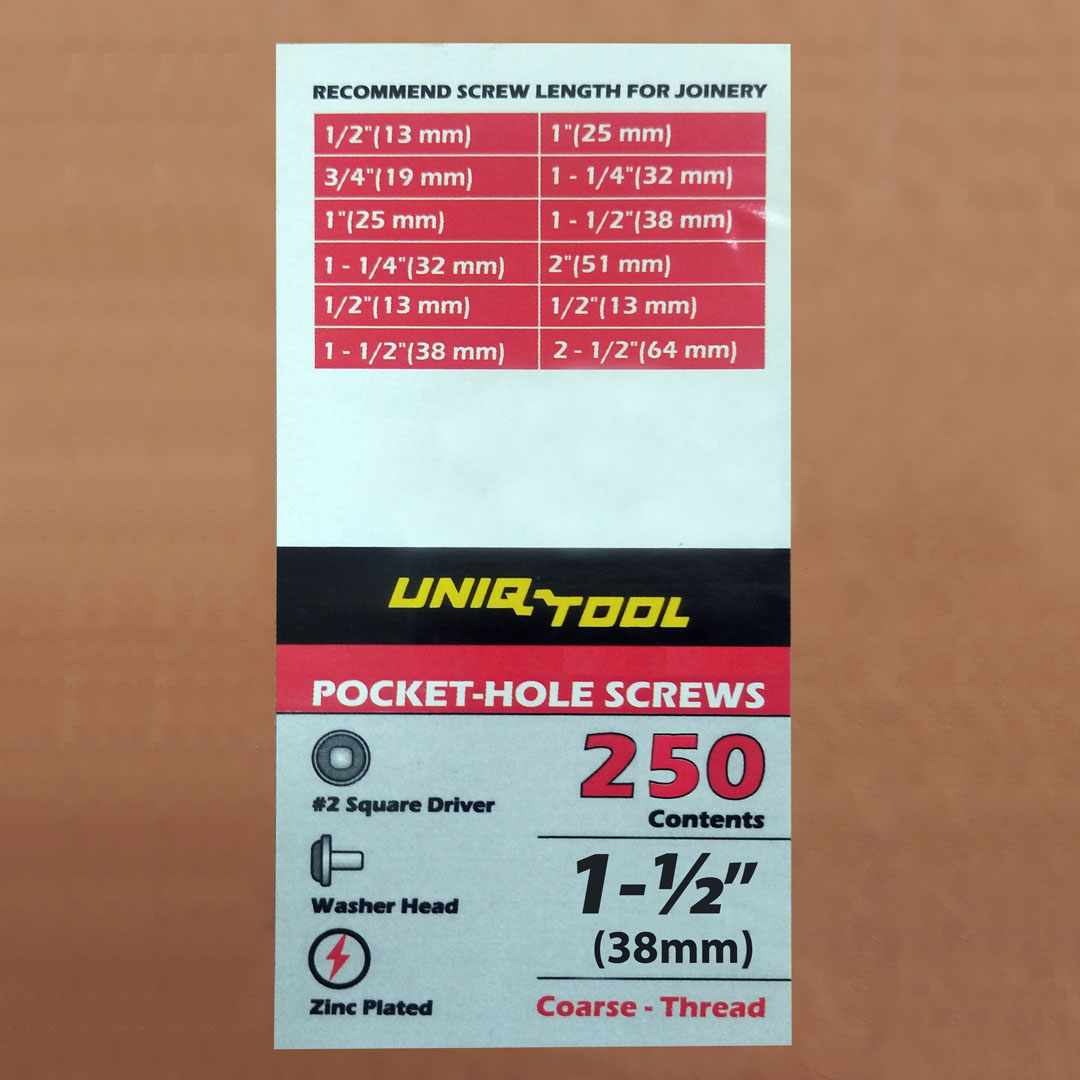 RECOMMEND SCREW LENGTH FOR JOINERY
1/2"(13 mm) 1"(25 mm)
3/4"(19 mm) 1 - 1/4"(32 mm)
1"(25 mm) 1 - 1/2"(38 mm)
1 - 1/4"(32 mm) 2"(51 mm)
1/2"(13 mm) 1/2"(13 mm)
1 - 1/2"(38 mm) 2 - 1/2"(64 mm)
UNIQ-TOOL
POCKET-HOLE SCREWS
250
#2 Square Driver
Contents
1-½"
Washer Head
(38mm)
Zinc Plated
Coarse - Thread